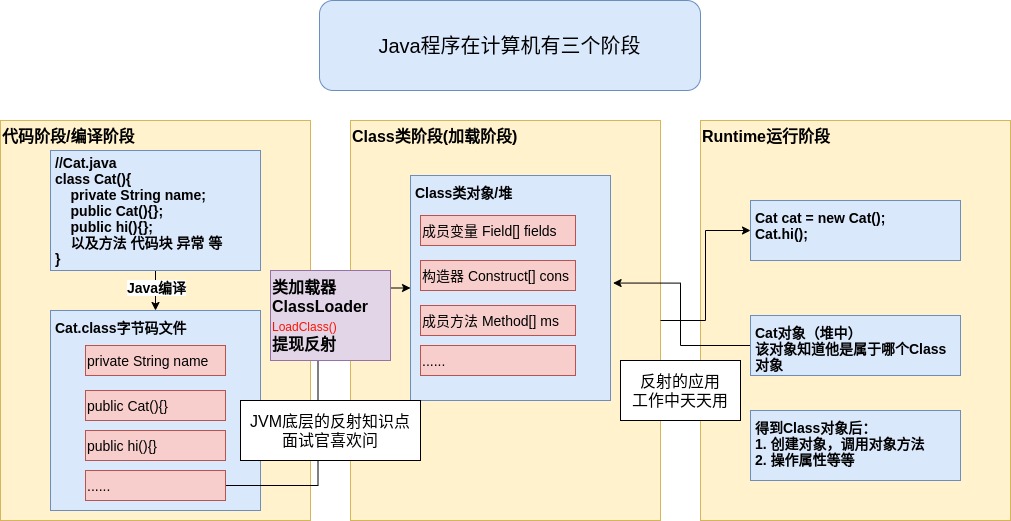 Java程序在计算机有三个阶段
代码阶段/编译阶段
//Cat.java
class Cat(){
private String name;
public Cat(){};
public hi(){};
以及方法 代码块 异常 等
}
Java编译
Cat.class字节码文件
private String name
public Cat(){}
public hi(){}
......
类加载器
ClassLoader
LoadClass()
提现反射
JVM底层的反射知识点
面试官喜欢问
Class类阶段(加载阶段)
Class类对象/堆
成员变量 Field[] fields
构造器 Construct[] cons
成员方法 Method[] ms
......
反射的应用
工作中天天用
Runtime运行阶段
Cat cat = new Cat();
Cat.hi();
Cat对象（堆中）
该对象知道他是属于哪个Class
对象
得到Class对象后：
1. 创建对象，调用对象方法
2. 操作属性等等